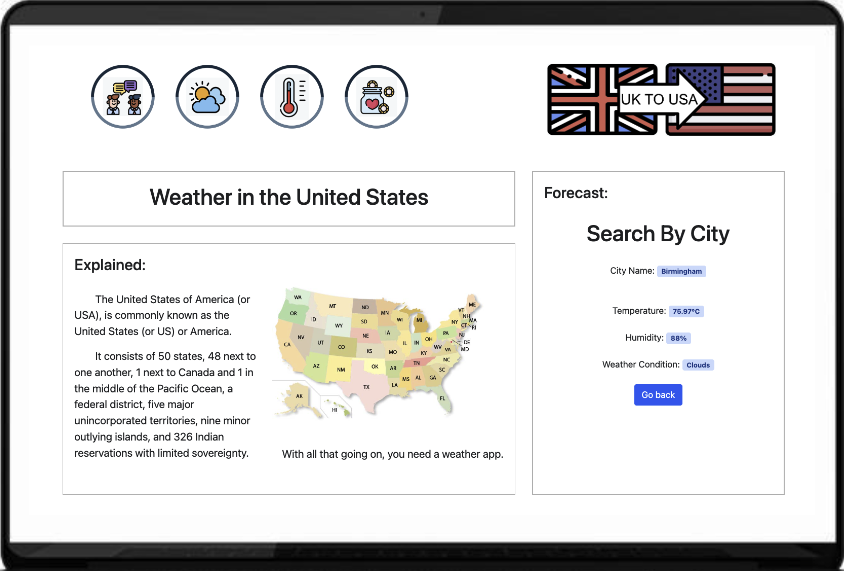 UK TO USA
Weather in the United States
Explained:
The United States of America (or
USA), is commonly known as the
United States (or US) or America.
It consists of 50 states, 48 next to
one another, 1 next to Canada and 1 in
the middle of the Pacific Ocean, a
federal district, five major
unincorporated territories, nine minor
outlying islands, and 326 Indian
reservations with limited sovereignty.
WA
OR
CA
NV
ID
MT
WY
UT
AZ
CO
NM
ND
SD
NE
KS
OK
TX
MN
IA
MO
AR
LA
WI
IL
MS
MI
IN
KY
TN
AL
OH
WV
VA
NC
SC
GA
FL
PA
NY
VT
NH
ME
MA
RI
CT
NJ
DE
MD
AK
HI
With all that going on, you need a weather app.
Forecast:
Search By City
City Name: Birmingham
Temperature: 75.97°C
Humidity: 88%
Weather Condition: Clouds
Go back